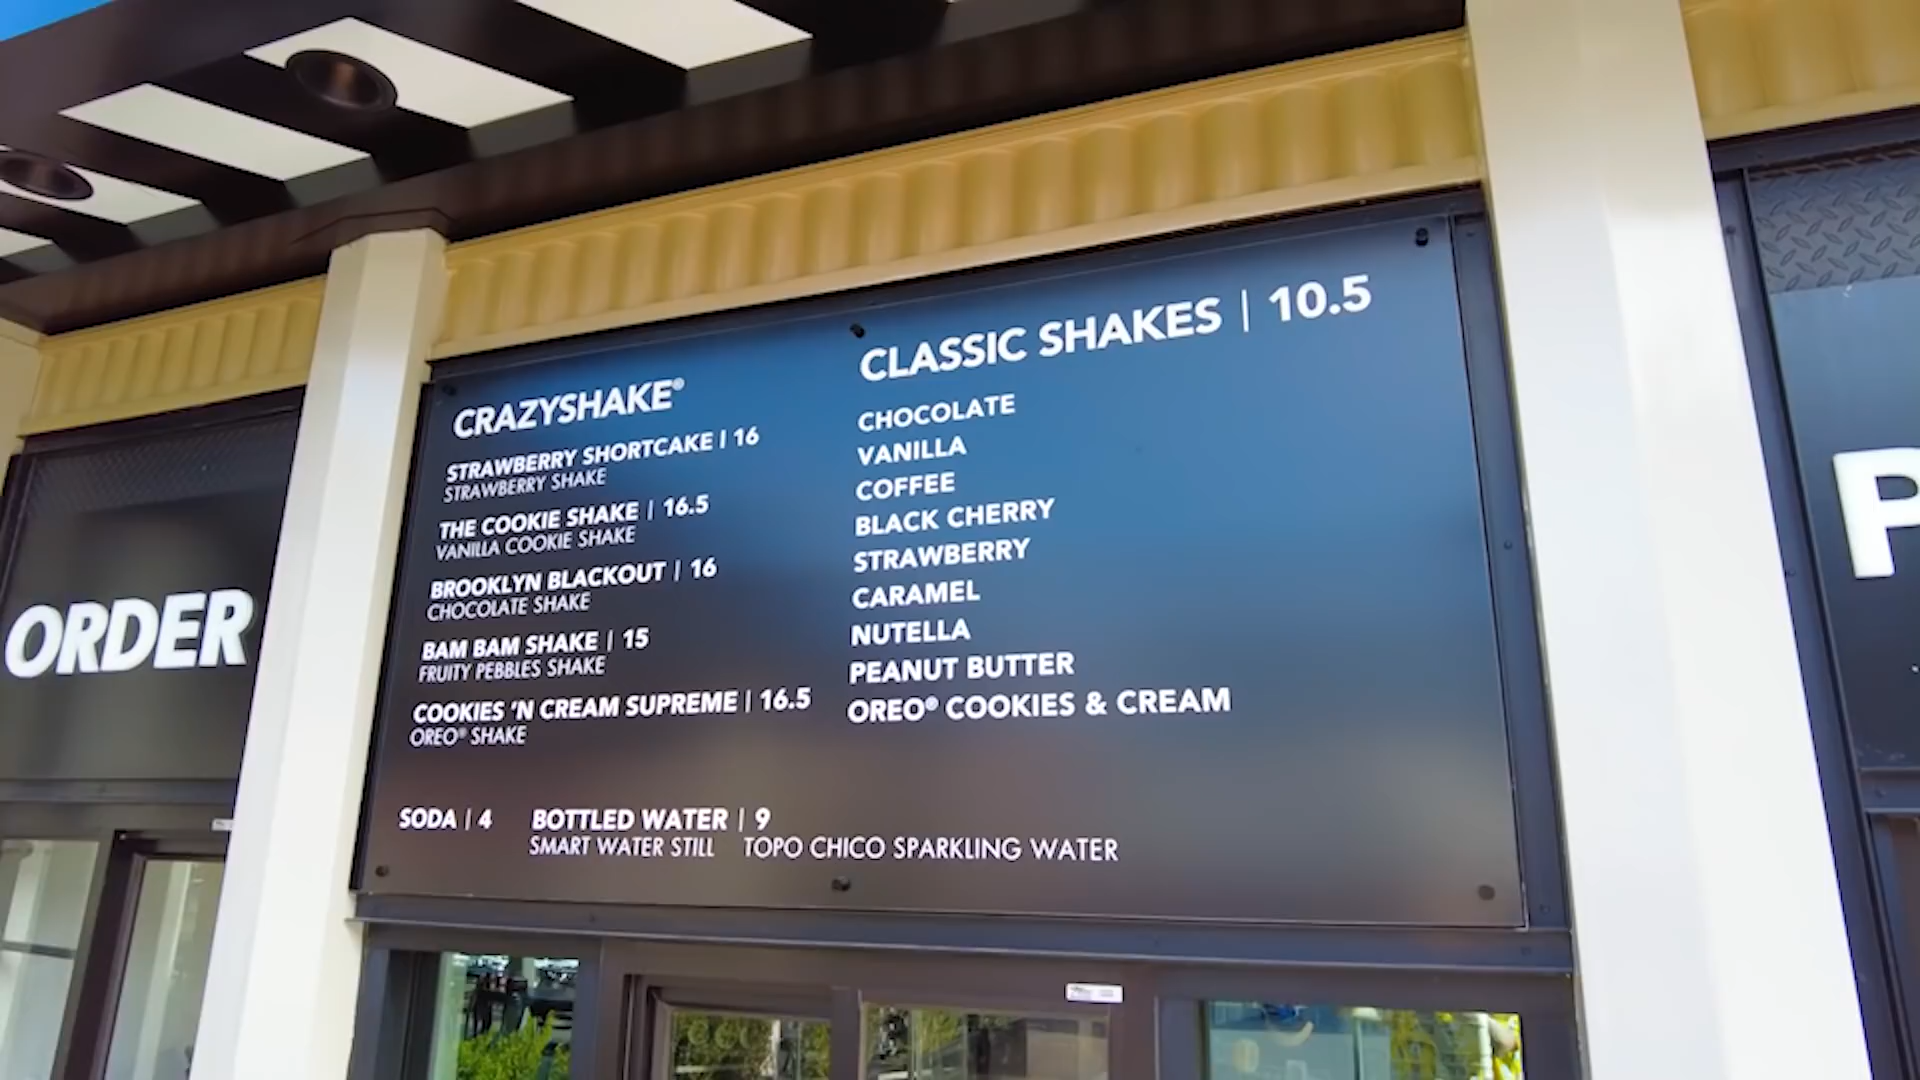 CRAZYSHAKE®
STRAWBERRY SHORTCAKE | 16
STRAWBERRY SHAKE
THE COOKIE SHAKE | 16.5
VANILLA COOKIE SHAKE
BROOKLYN BLACKOUT | 16
CHOCOLATE SHAKE
BAM BAM SHAKE | 15
FRUITY PEBBLES SHAKE
COOKIES 'N CREAM SUPREME | 16.5
OREO® SHAKE
CLASSIC SHAKES | 10.5
CHOCOLATE
VANILLA
COFFEE
BLACK CHERRY
STRAWBERRY
CARAMEL
NUTELLA
PEANUT BUTTER
OREO® COOKIES & CREAM
SODA | 4
BOTTLED WATER | 9
SMART WATER STILL TOPO CHICO SPARKLING WATER
ORDER
P